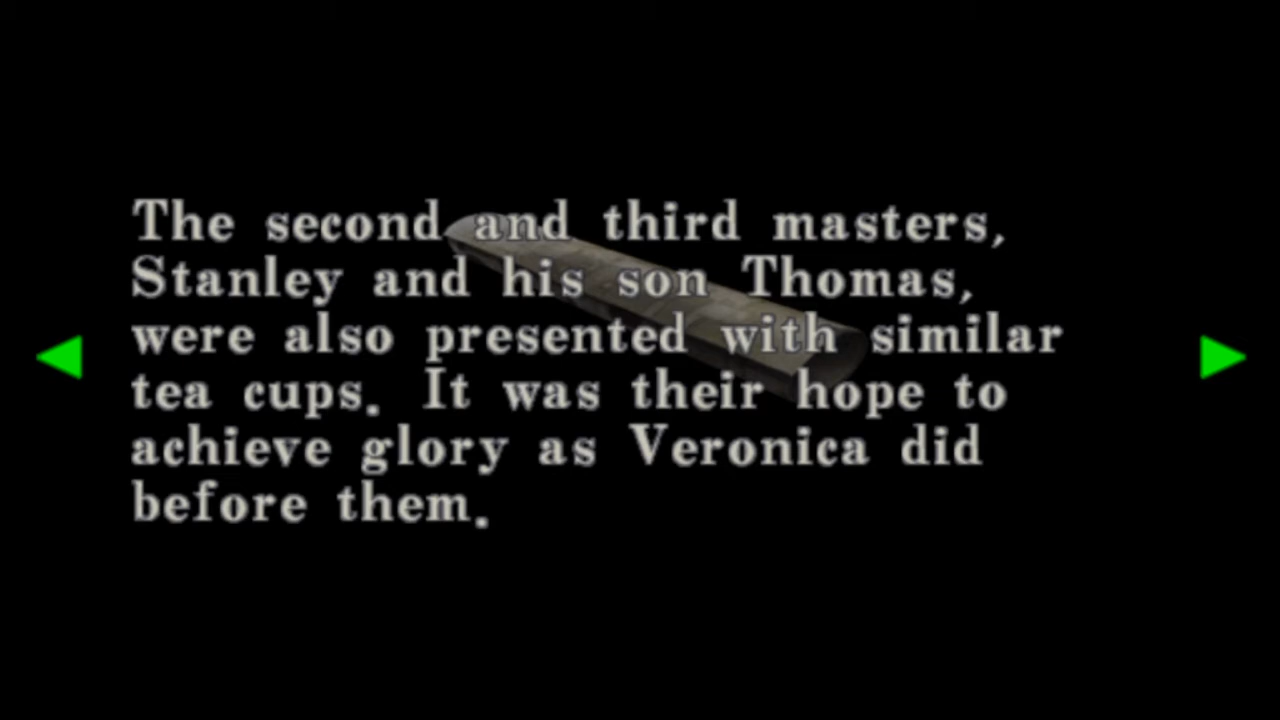 The second and third masters,
Stanley and his son Thomas,
were also presented with similar
tea cups. It was their hope to
achieve glory as Veronica did
before them.